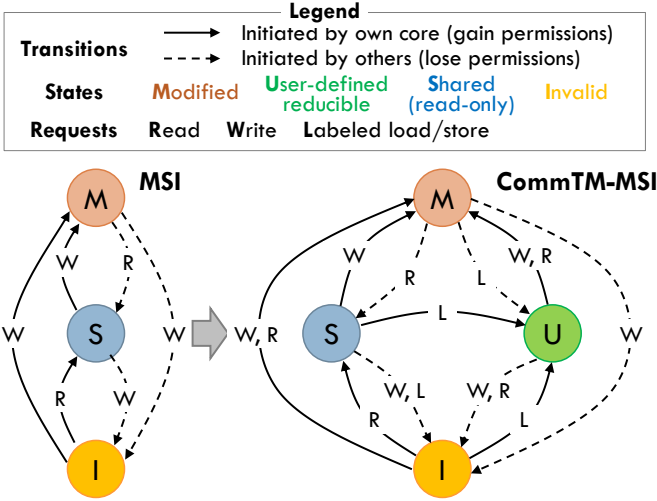 Legend
Transitions
Initiated by own core (gain permissions)
Initiated by others (lose permissions)
States
Modified
User-defined
reducible
Shared
(read-only)
Invalid
Requests
Read
Write
Labeled load/store
MSI
CommTM-MSI
M
W
R
W
S
W
R
W
I
M
W
R
L
W, R
W, R
S
L
U
W
W, L
W, R
R
L
I